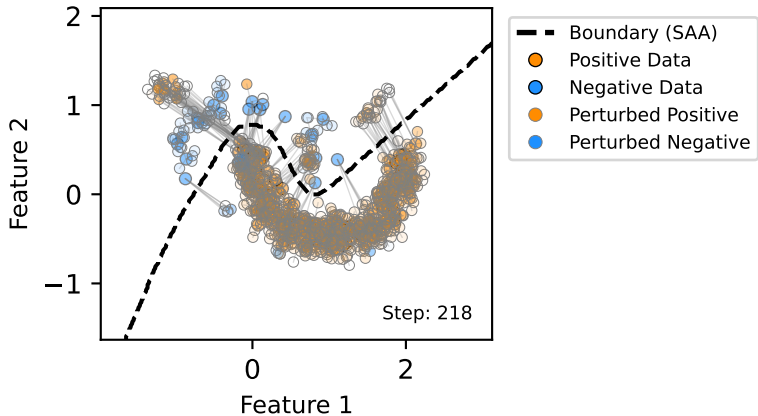 2
1
0
−1
Feature 2
0
2
Feature 1
Step: 218
Boundary (SAA)
Positive Data
Negative Data
Perturbed Positive
Perturbed Negative